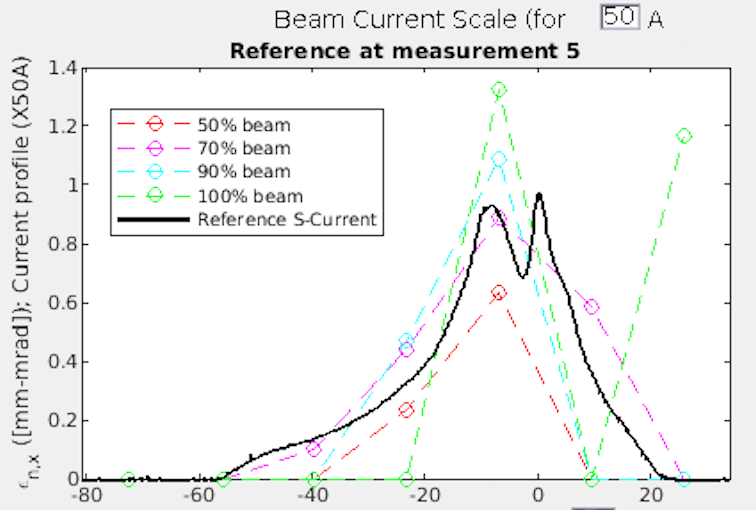 Beam Current Scale (for 50 A
Reference at measurement 5
ϵn,x ([mm-mrad]); Current profile (X50A)
1.4
1.2
1
0.8
0.6
0.4
0.2
0
50% beam
70% beam
90% beam
100% beam
Reference S-Current
-80 -60 -40 -20 0 20